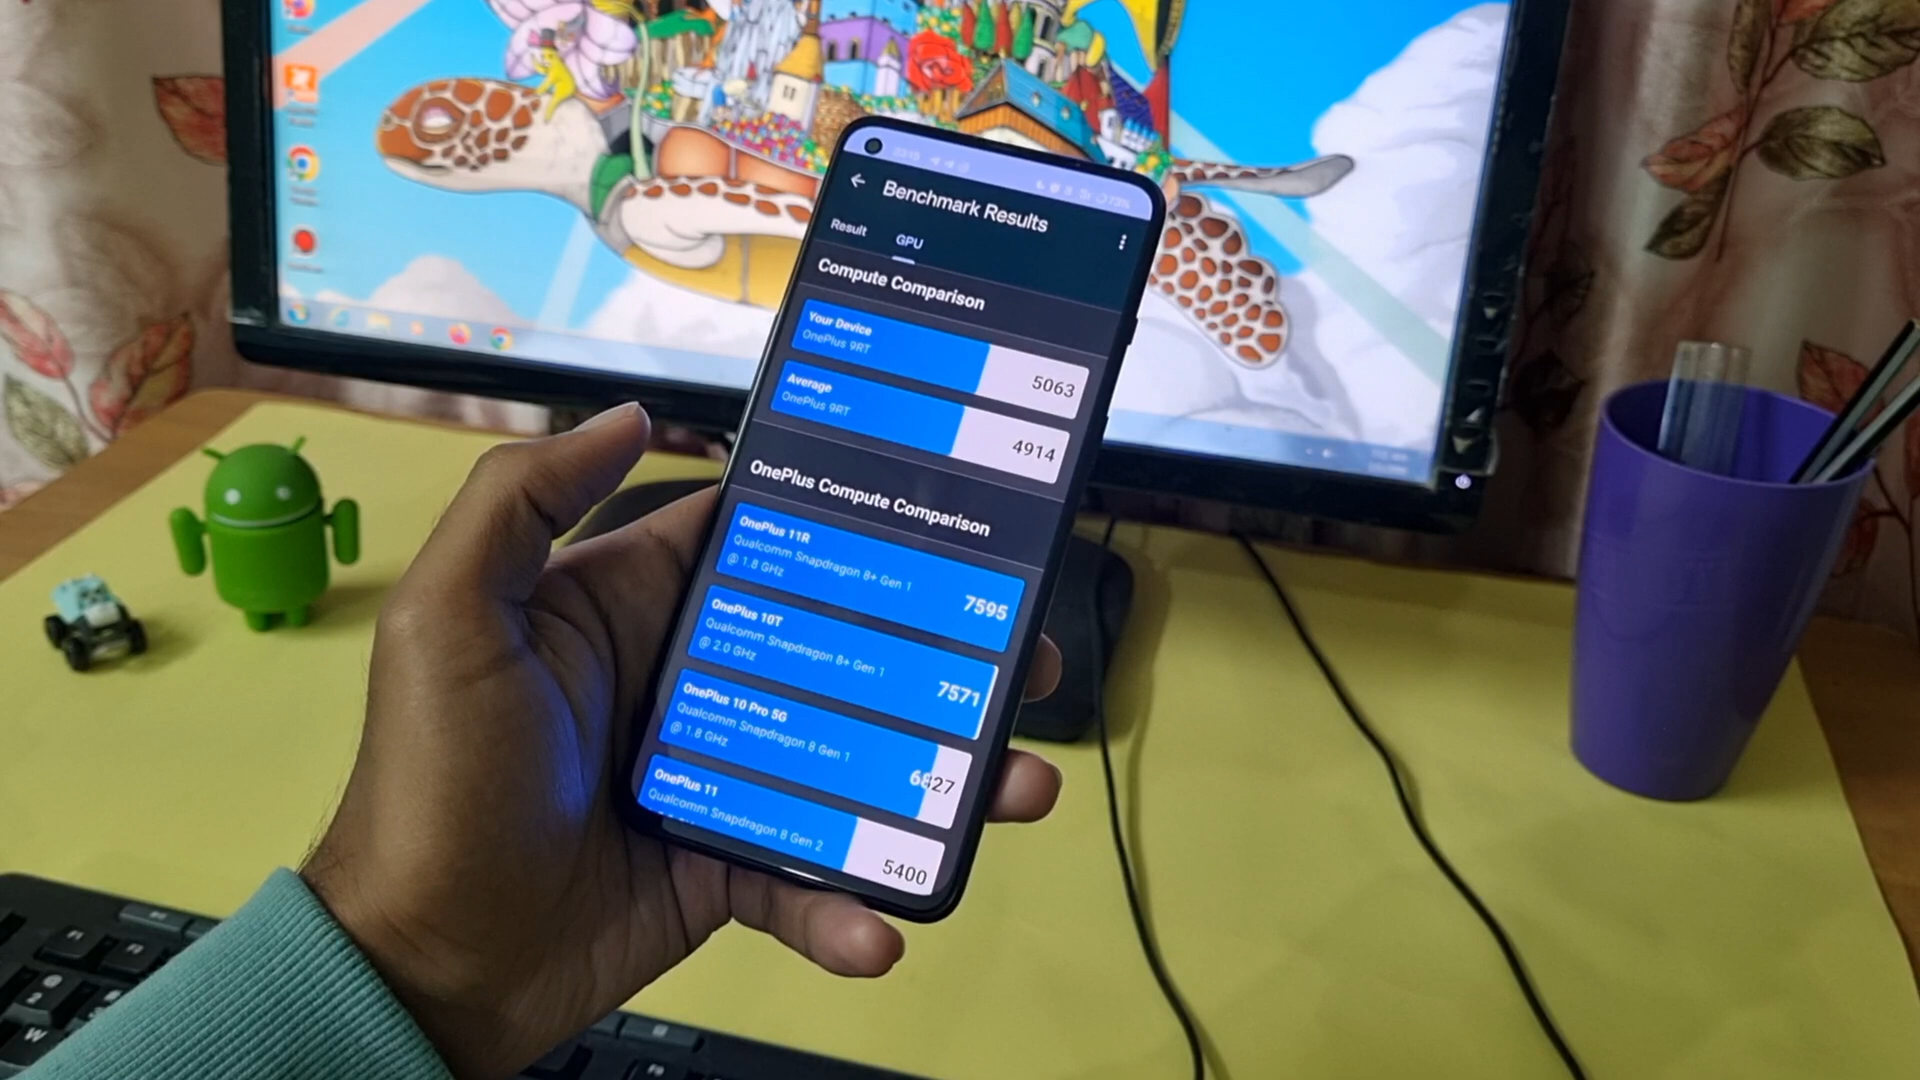 73%
Benchmark Results
Result
GPU
Compute Comparison
Your Device
OnePlus 9RT
5063
Average
OnePlus 9RT
4914
OnePlus Compute Comparison
OnePlus 11R
Qualcomm Snapdragon 8+ Gen 1
@ 1.8 GHz
7595
OnePlus 10T
Qualcomm Snapdragon 8+ Gen 1
@ 2.0 GHz
7571
OnePlus 10 Pro 5G
Qualcomm Snapdragon 8 Gen 1
@ 1.8 GHz
6827
OnePlus 11
Qualcomm Snapdragon 8 Gen 2
5400
F1
2
W